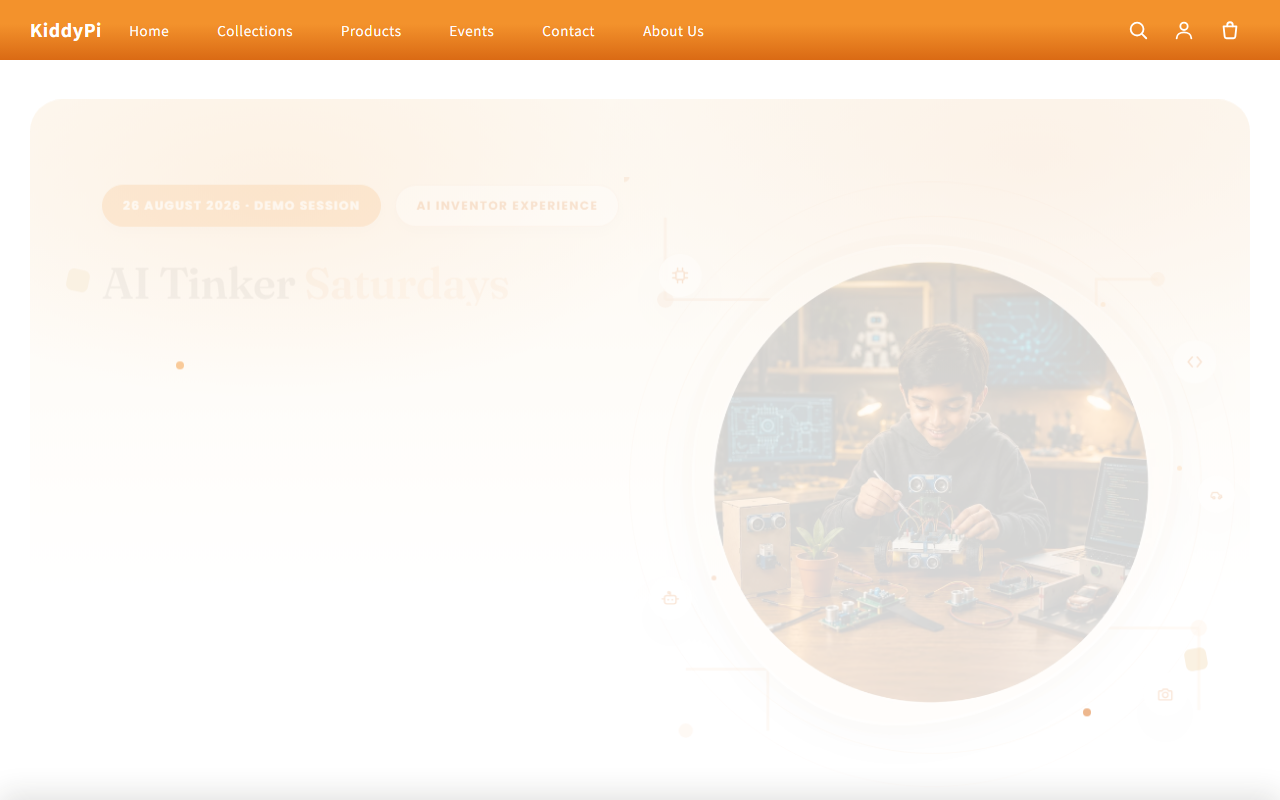 KiddyPi Home Collections Products Events Contact About Us
26 AUGUST 2026 · DEMO SESSION AI INVENTOR EXPERIENCE
AI Tinker Saturdays